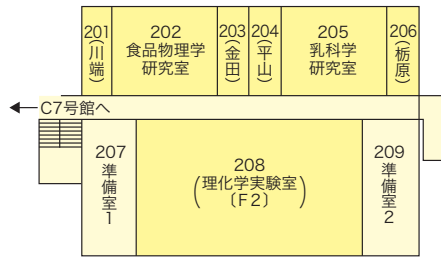 201
(川端)
202
食品物理学
研究室
203
(金田)
204
(平山)
205
乳科学
研究室
206
(栃原)
C7号館へ
207
準備室1
208
(理化学実験室)
〔F2〕
209
準備室2